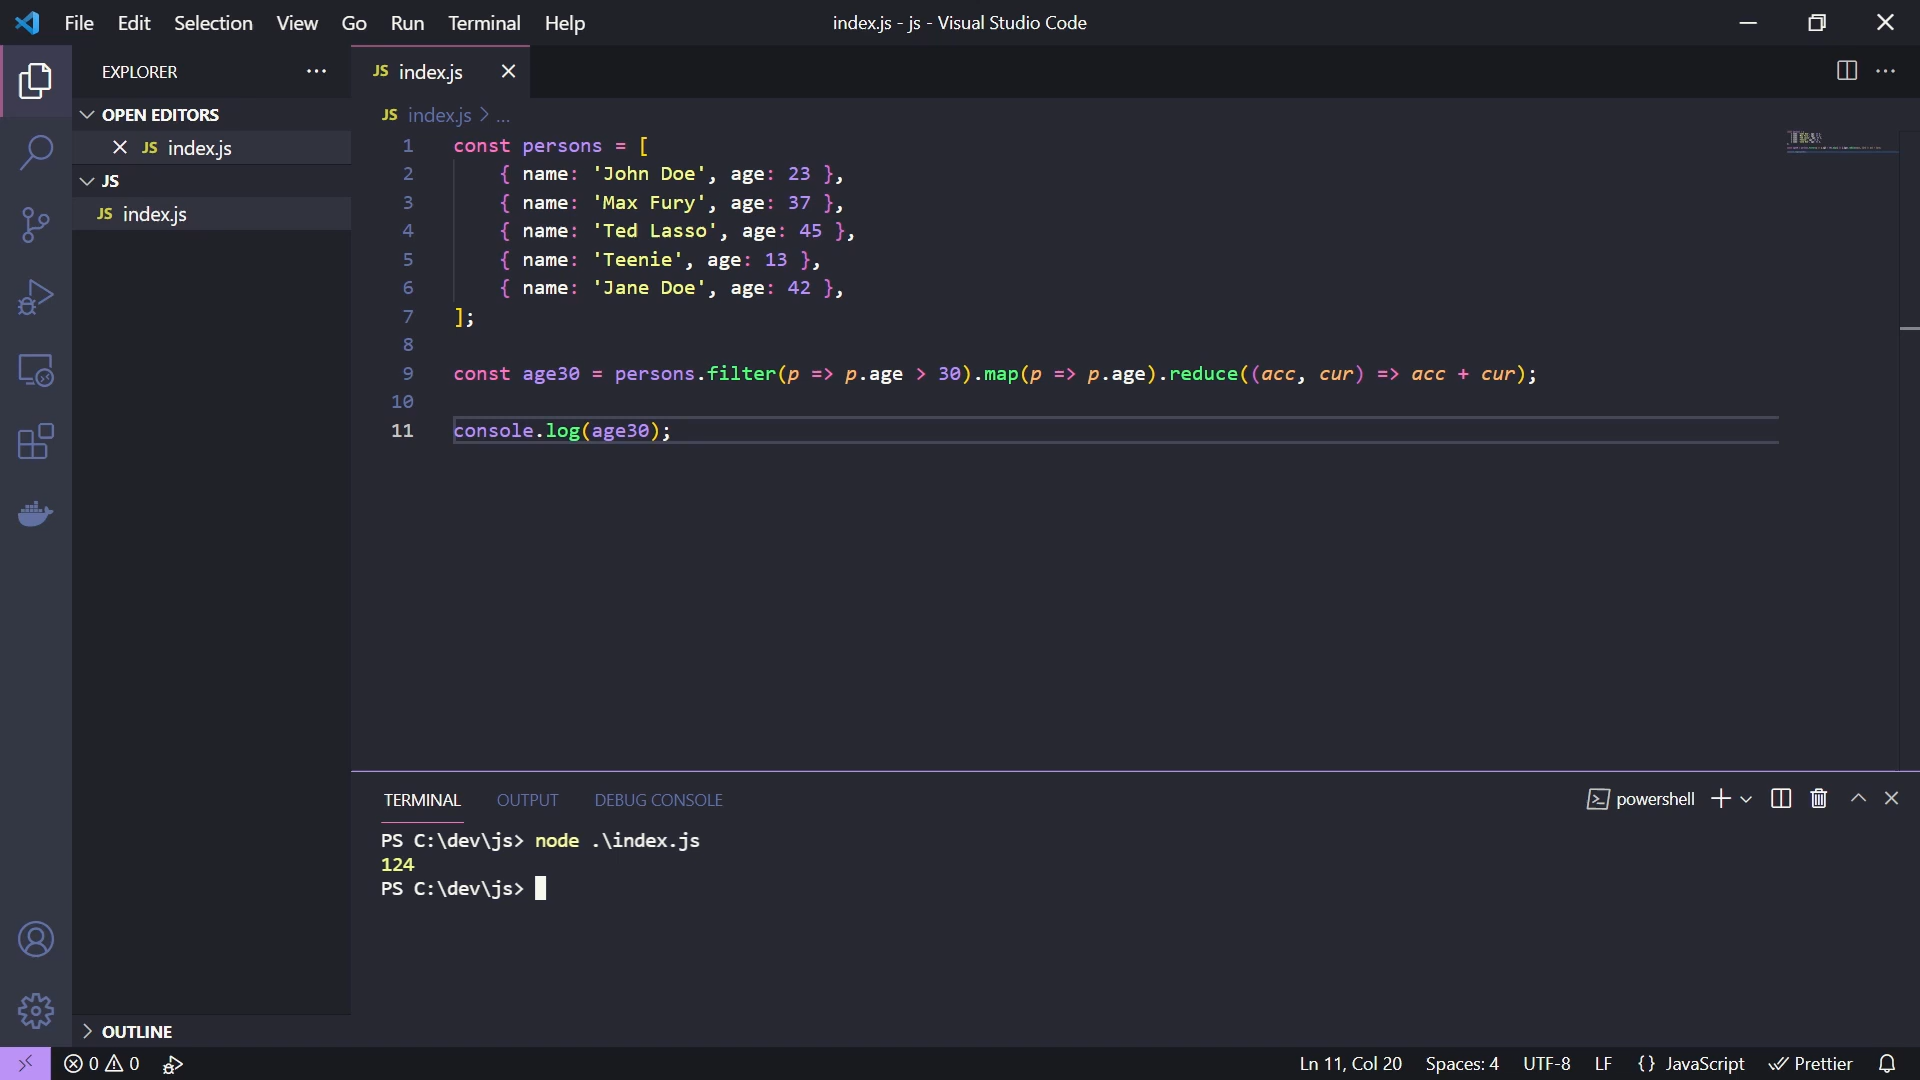 File Edit Selection View Go Run Terminal Help
index.js - js - Visual Studio Code
EXPLORER
OPEN EDITORS
JS index.js
JS
JS index.js
OUTLINE
JS index.js
JS index.js > ...
1 const persons = [
2 { name: 'John Doe', age: 23 },
3 { name: 'Max Fury', age: 37 },
4 { name: 'Ted Lasso', age: 45 },
5 { name: 'Teenie', age: 13 },
6 { name: 'Jane Doe', age: 42 },
7 ];
8
9 const age30 = persons.filter(p => p.age > 30).map(p => p.age).reduce((acc, cur) => acc + cur);
10
11 console.log(age30);
TERMINAL OUTPUT DEBUG CONSOLE
powershell
PS C:\dev\js> node .\index.js
124
PS C:\dev\js>
0 0
Ln 11, Col 20 Spaces: 4 UTF-8 LF {} JavaScript Prettier